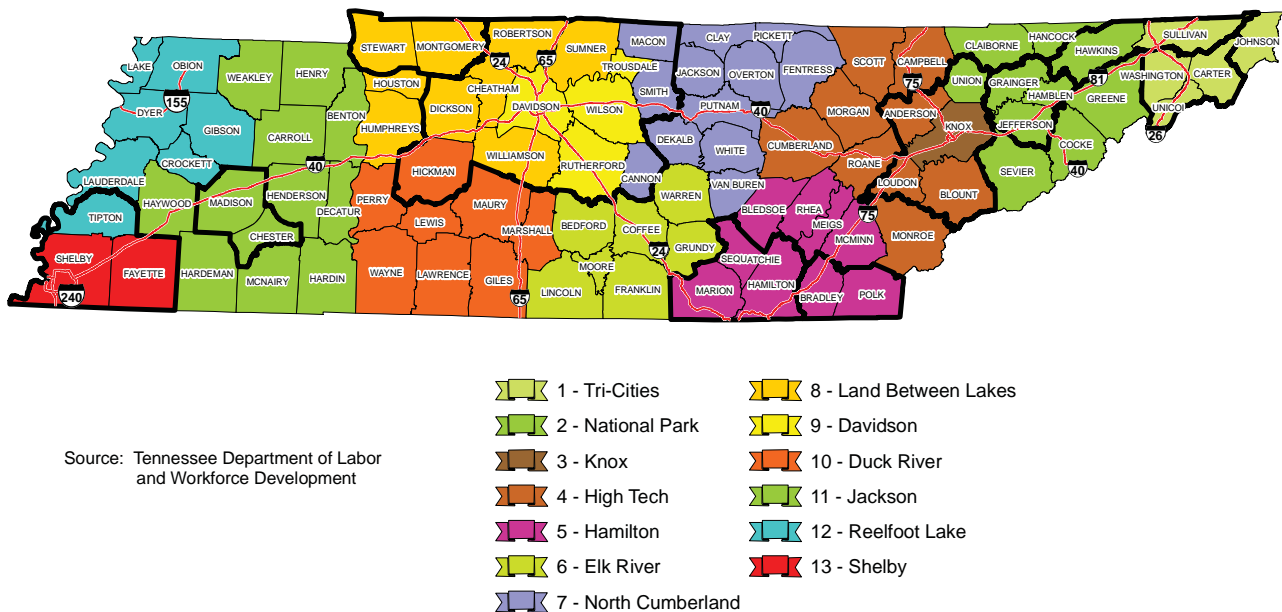 STEWART
MONTGOMERY
ROBERTSON
SUMNER
MACON
CLAY
PICKETT
SCOTT
CAMPBELL
CLAIBORNE
HANCOCK
HAWKINS
SULLIVAN
JOHNSON
LAKE
OBION
WEAKLEY
HENRY
HOUSTON
24
65
TROUSDALE
JACKSON
OVERTON
FENTRESS
75
UNION
GRAINGER
81
WASHINGTON
CARTER
155
DYER
GIBSON
CARROLL
BENTON
HUMPHREYS
DICKSON
CHEATHAM
DAVIDSON
WILSON
SMITH
PUTNAM
40
MORGAN
ANDERSON
KNOX
HAMBLEN
JEFFERSON
GREENE
UNICOI
26
CROCKETT
40
HICKMAN
WILLIAMSON
RUTHERFORD
DEKALB
WHITE
CUMBERLAND
ROANE
LOUDON
BLOUNT
SEVIER
COCKE
40
LAUDERDALE
HAYWOOD
MADISON
HENDERSON
DECATUR
PERRY
LEWIS
MAURY
CANNON
WARREN
VAN BUREN
TIPTON
CHESTER
MARSHALL
BEDFORD
COFFEE
BLEDSOE
RHEA
MEIGS
75
MCMINN
MONROE
SHELBY
FAYETTE
HARDEMAN
MCNAIRY
HARDIN
WAYNE
LAWRENCE
GILES
MOORE
24
GRUNDY
SEQUATCHIE
240
65
LINCOLN
FRANKLIN
MARION
HAMILTON
BRADLEY
POLK
1 - Tri-Cities
2 - National Park
3 - Knox
4 - High Tech
5 - Hamilton
6 - Elk River
7 - North Cumberland
8 - Land Between Lakes
9 - Davidson
10 - Duck River
11 - Jackson
12 - Reelfoot Lake
13 - Shelby
Source: Tennessee Department of Labor
and Workforce Development